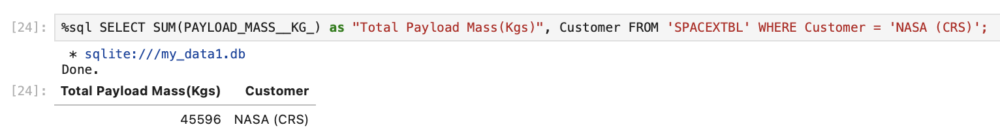 [24]: %sql SELECT SUM(PAYLOAD_MASS__KG_) as "Total Payload Mass(Kgs)", Customer FROM 'SPACEXTBL' WHERE Customer = 'NASA (CRS)';
* sqlite:///my_data1.db
Done.
[24]: Total Payload Mass(Kgs) Customer
45596 NASA (CRS)